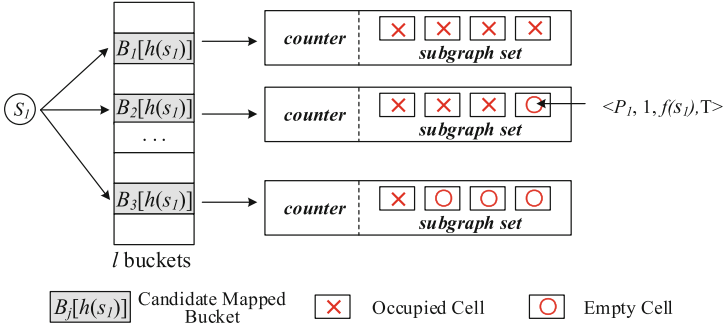 B1[h(s1)]
counter
subgraph set
S1
B2[h(s1)]
counter
subgraph set
<P1, 1, f(s1),T>
...
B3[h(s1)]
counter
subgraph set
l buckets
Bj[h(s1)]
Candidate Mapped
Bucket
Occupied Cell
Empty Cell